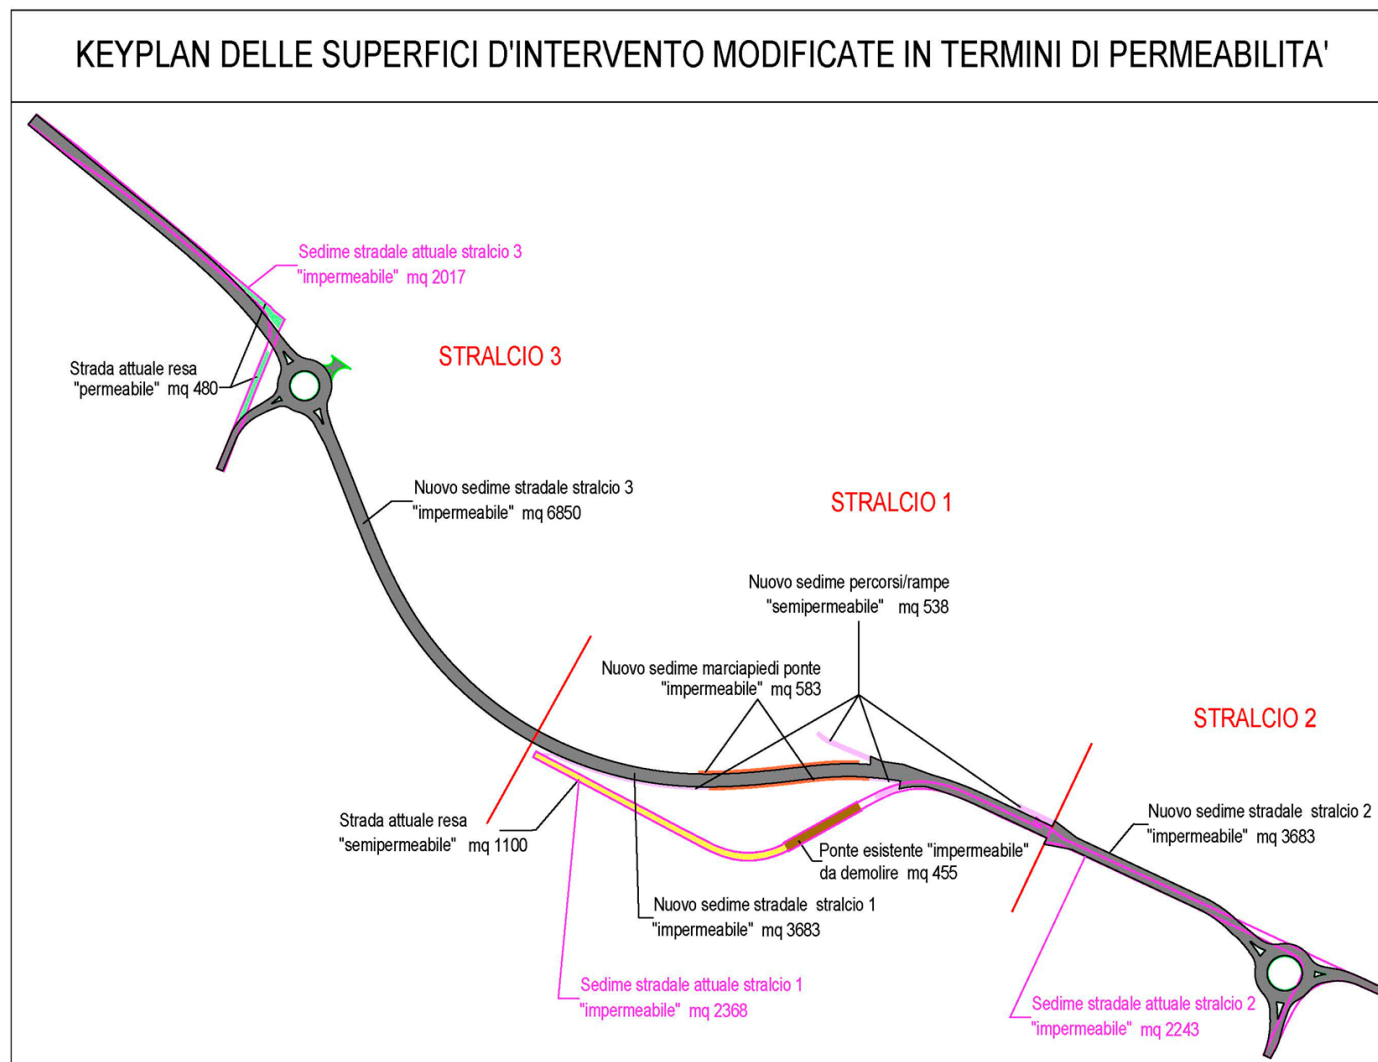 KEYPLAN DELLE SUPERFICI D'INTERVENTO MODIFICATE IN TERMINI DI PERMEABILITA'
Sedime stradale attuale stralcio 3
"impermeabile" mq 2017
STRALCIO 3
Strada attuale resa
"permeabile" mq 480
Nuovo sedime stradale stralcio 3
"impermeabile" mq 6850
STRALCIO 1
Nuovo sedime percorsi/rampe
"semipermeabile" mq 538
Nuovo sedime marciapiedi ponte
"impermeabile" mq 583
STRALCIO 2
Strada attuale resa
"semipermeabile" mq 1100
Nuovo sedime stradale stralcio 2
"impermeabile" mq 3683
Ponte esistente "impermeabile"
da demolire mq 455
Nuovo sedime stradale stralcio 1
"impermeabile" mq 3683
Sedime stradale attuale stralcio 1
"impermeabile" mq 2368
Sedime stradale attuale stralcio 2
"impermeabile" mq 2243